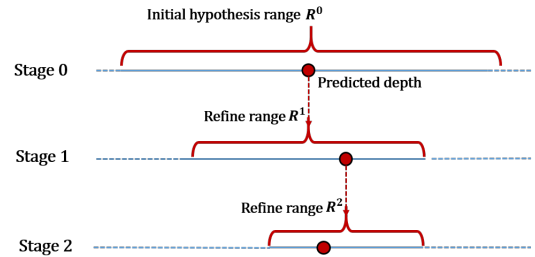 Initial hypothesis range R⁰
Stage 0
Predicted depth
Refine range R¹
Stage 1
Refine range R²
Stage 2